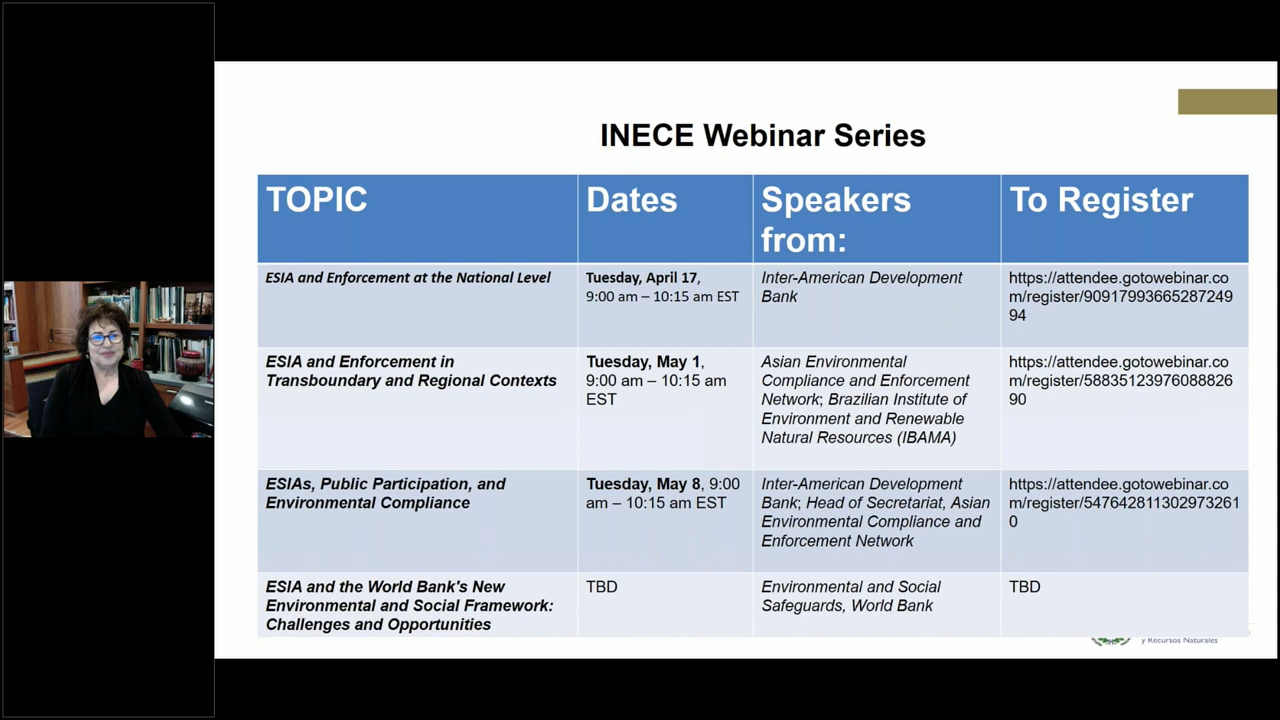 INECE Webinar Series
TOPIC
Dates
Speakers
from:
To Register
ESIA and Enforcement at the National Level
Tuesday, April 17,
9:00 am – 10:15 am EST
Inter-American Development
Bank
https://attendee.gotowebinar.co
m/register/90917993665287249
94
ESIA and Enforcement in
Transboundary and Regional Contexts
Tuesday, May 1,
9:00 am – 10:15 am
EST
Asian Environmental
Compliance and Enforcement
Network; Brazilian Institute of
Environment and Renewable
Natural Resources (IBAMA)
https://attendee.gotowebinar.co
m/register/58835123976088826
90
ESIAs, Public Participation, and
Environmental Compliance
Tuesday, May 8, 9:00
am – 10:15 am EST
Inter-American Development
Bank; Head of Secretariat, Asian
Environmental Compliance and
Enforcement Network
https://attendee.gotowebinar.co
m/register/547642811302973261
0
ESIA and the World Bank's New
Environmental and Social Framework:
Challenges and Opportunities
TBD
Environmental and Social
Safeguards, World Bank
TBD
y Recursos Naturales